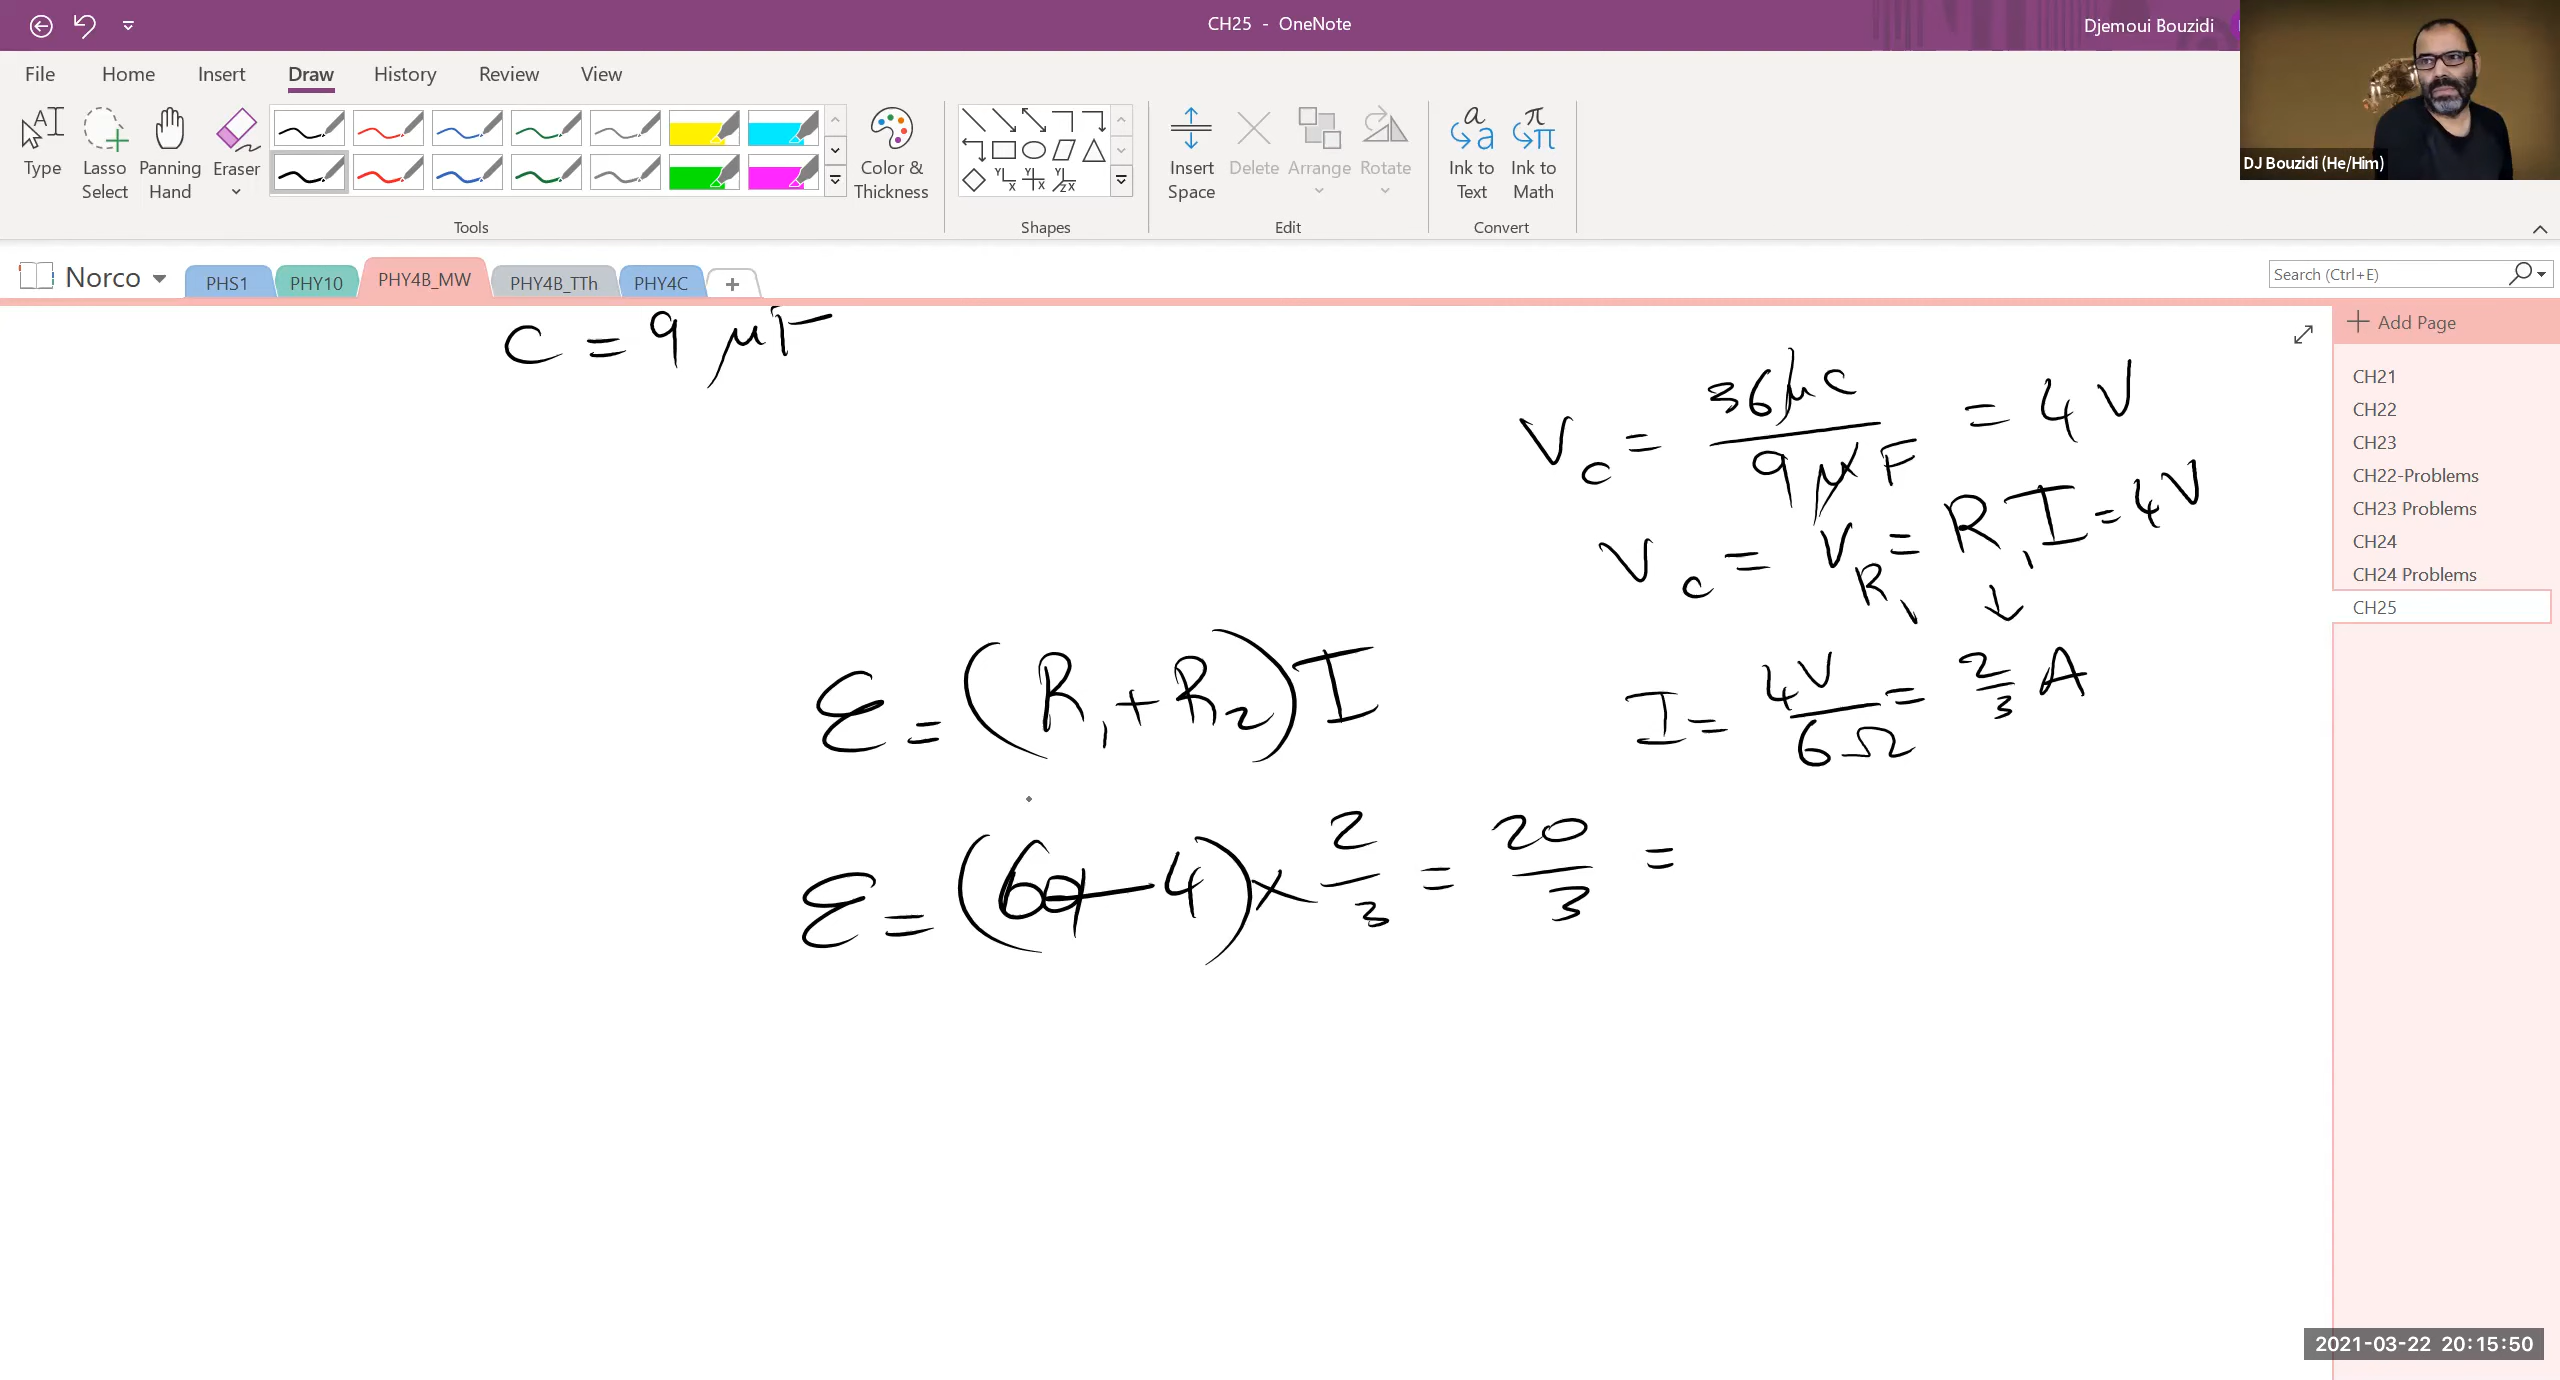 CH25 - OneNote
Djemoui Bouzidi
File Home Insert Draw History Review View
Type
Lasso Select
Panning Hand
Eraser
Color & Thickness
Insert Space
Delete
Arrange
Rotate
Ink to Text
Ink to Math
Tools
Shapes
Edit
Convert
DJ Bouzidi (He/Him)
Norco
PHS1 PHY10 PHY4B_MW PHY4B_TTh PHY4C +
Search (Ctrl+E)
Add Page
CH21
CH22
CH23
CH22-Problems
CH23 Problems
CH24
CH24 Problems
CH25
C = 9 μF
V_C = 36μC / 9μF = 4 V
V_C = V_R₁ = R₁I = 4V
↓
I = 4V / 6Ω = 2/3 A
ℰ = (R₁ + R₂) I
ℰ = ( 4) × 2/3 = 20/3 =
2021-03-22 20:15:50